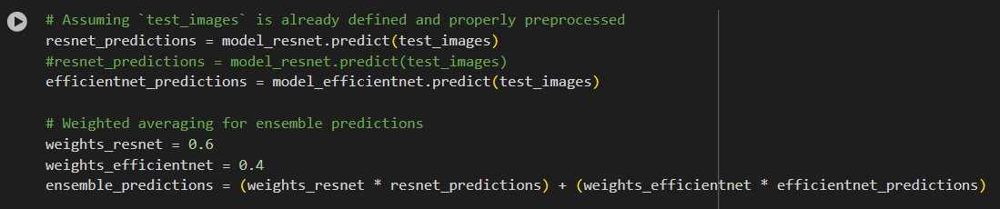 # Assuming `test_images` is already defined and properly preprocessed
resnet_predictions = model_resnet.predict(test_images)
#resnet_predictions = model_resnet.predict(test_images)
efficientnet_predictions = model_efficientnet.predict(test_images)

# Weighted averaging for ensemble predictions
weights_resnet = 0.6
weights_efficientnet = 0.4
ensemble_predictions = (weights_resnet * resnet_predictions) + (weights_efficientnet * efficientnet_predictions)